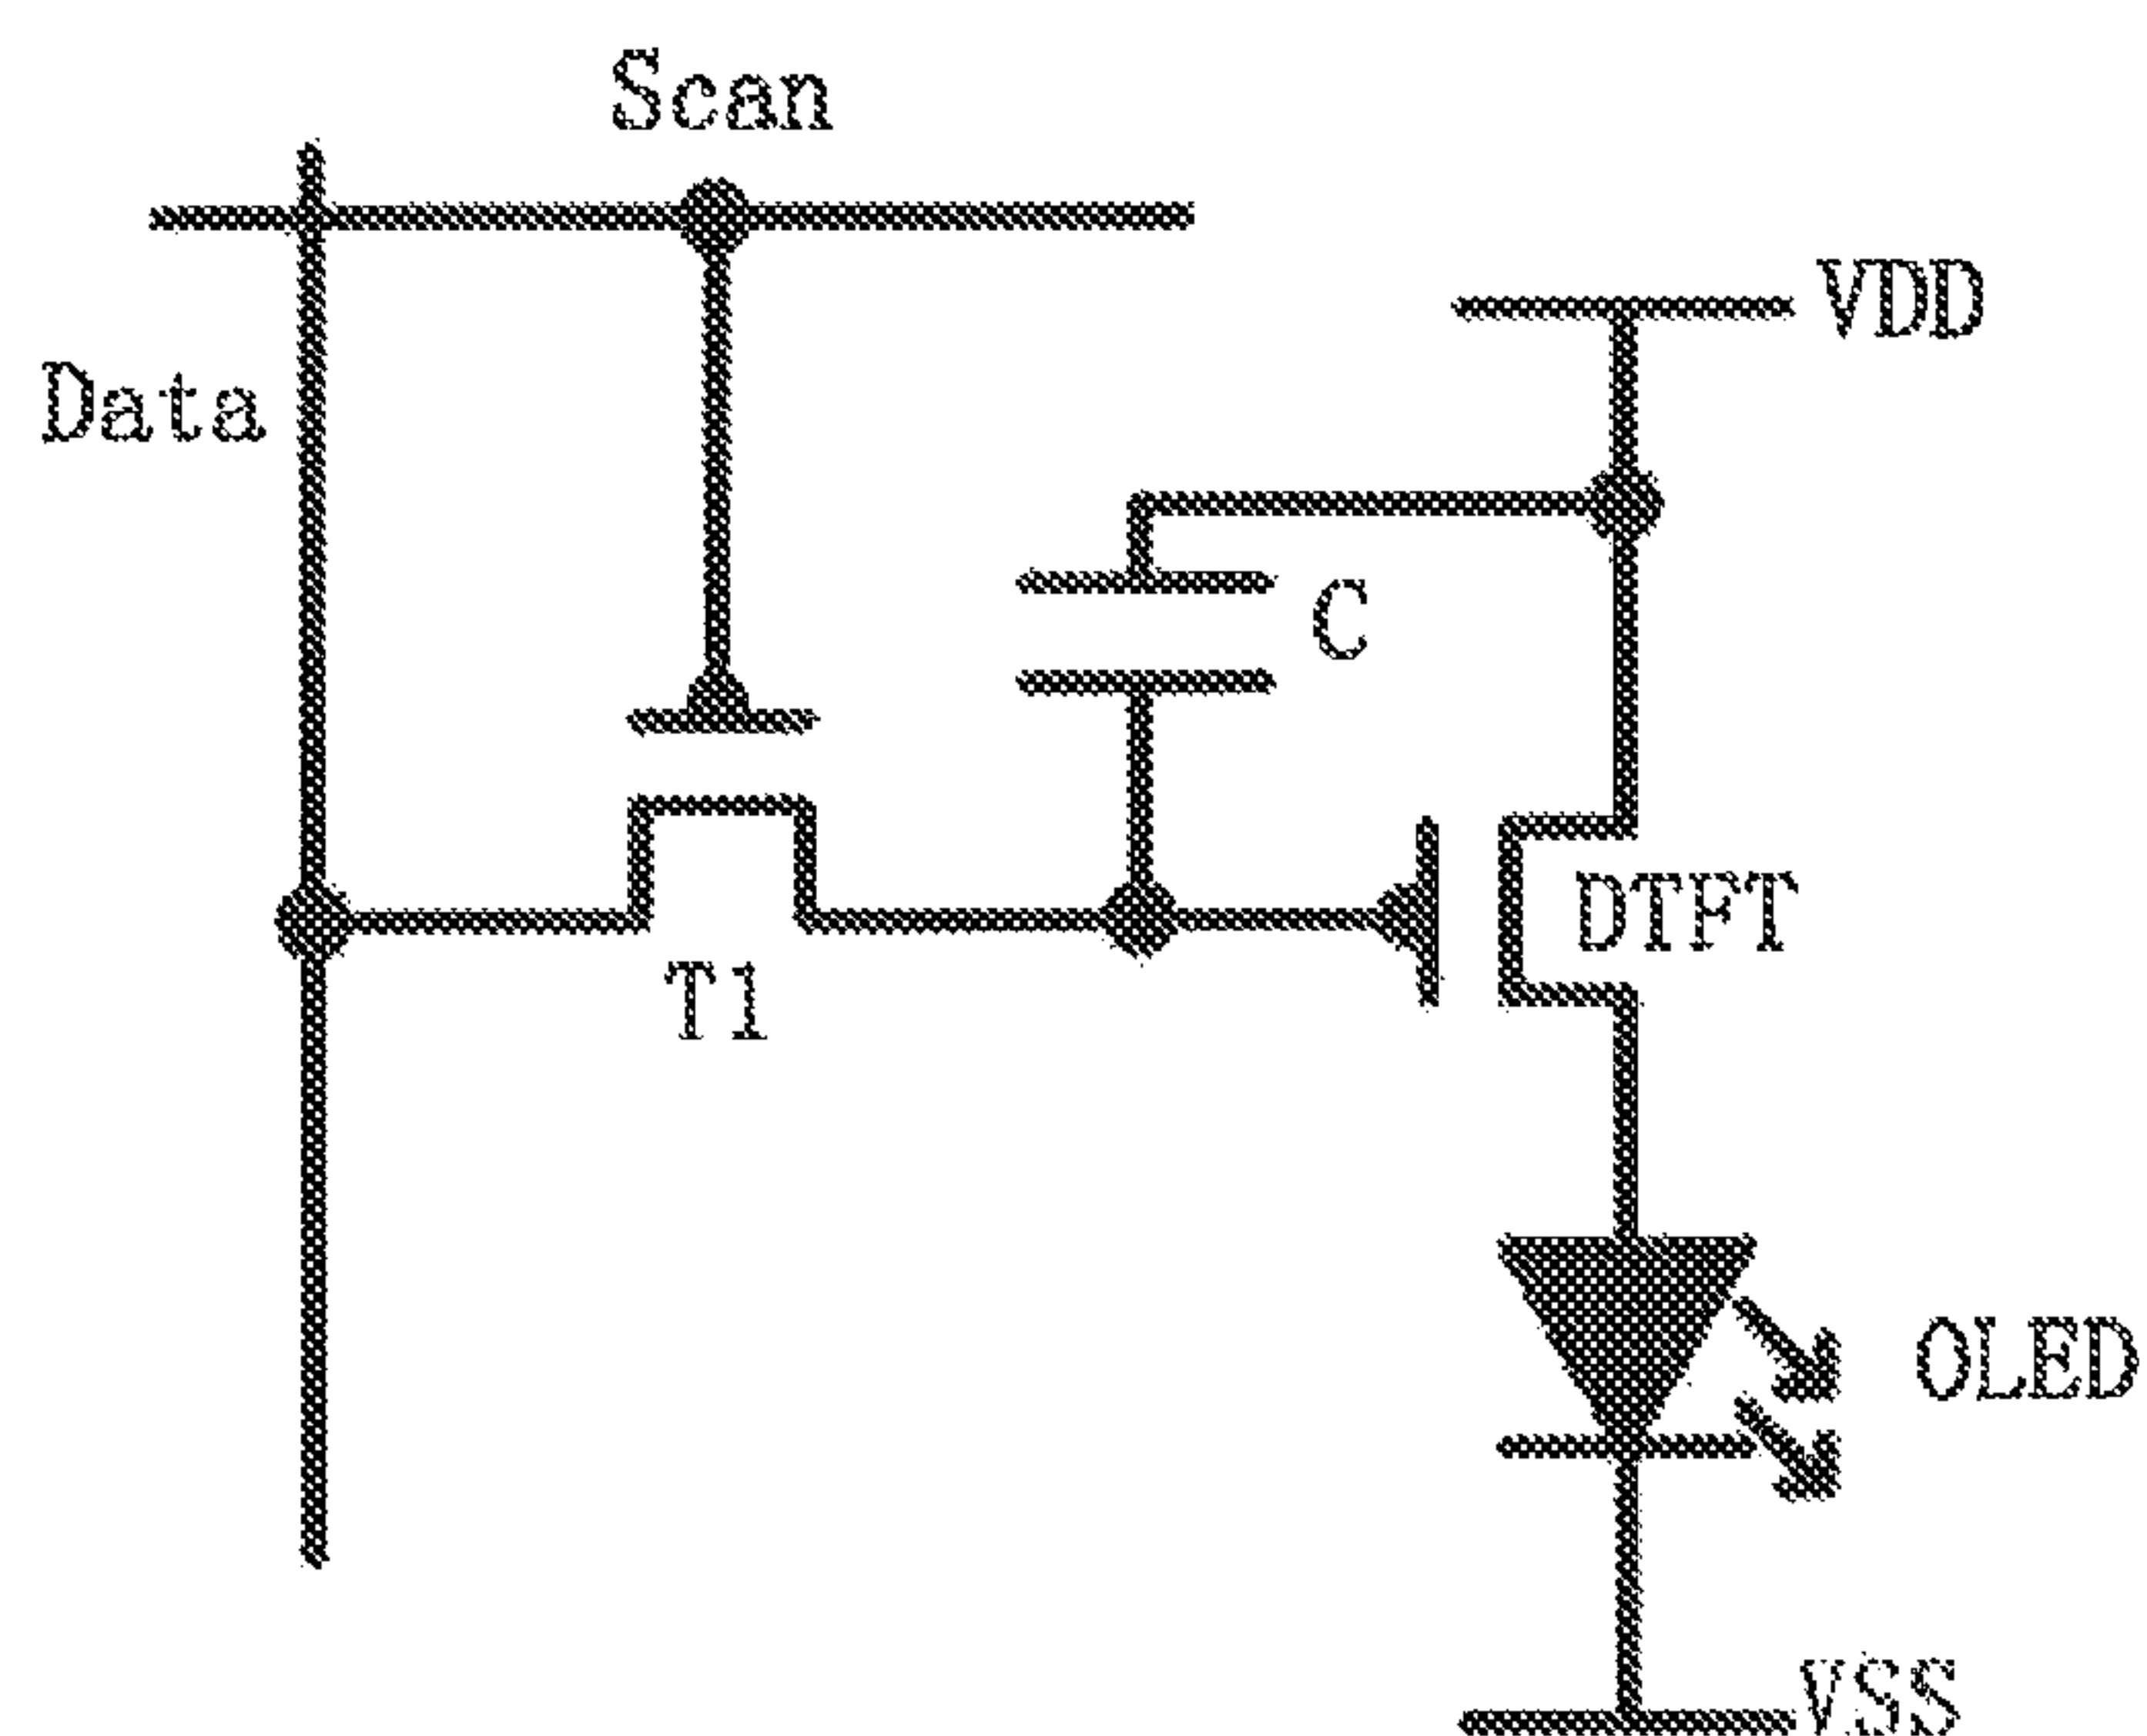 Scan
VDD
Data
C
DTFT
T1
OLED
VSS